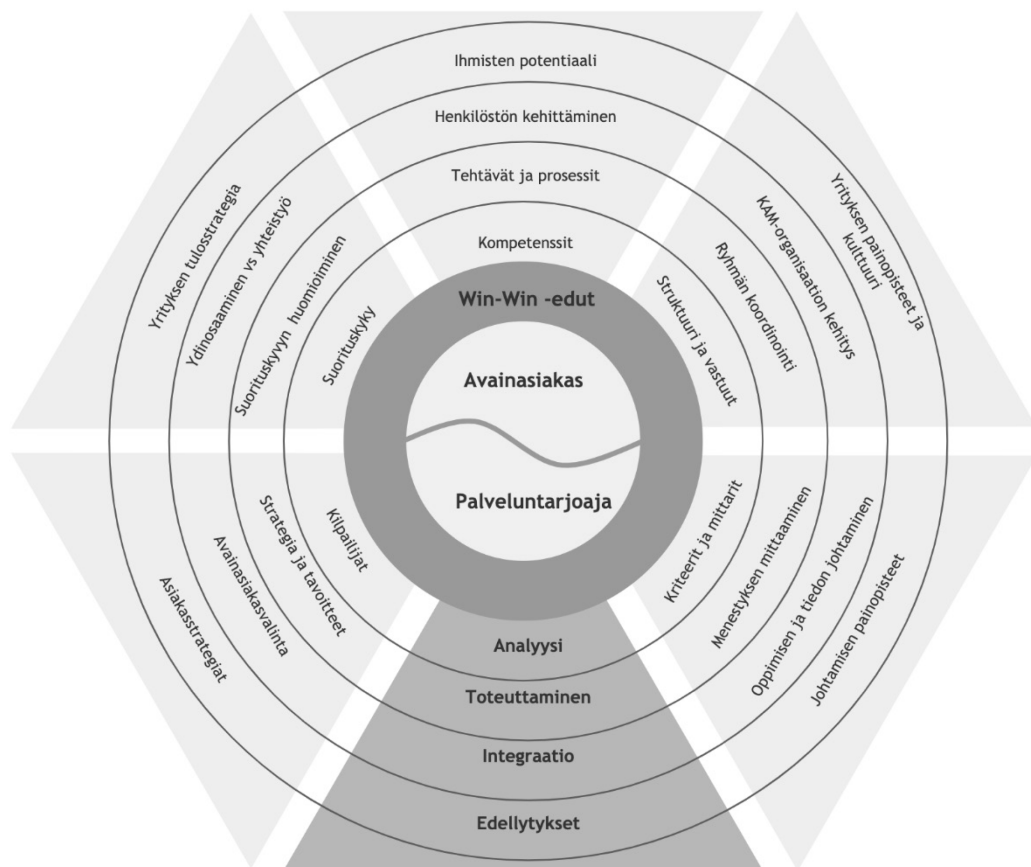 Ihmisten potentiaali
Henkilöstön kehittäminen
Tehtävät ja prosessit
Kompetenssit
Yrityksen tulosstrategia
Ydinosaaminen vs yhteistyö
Suorituskyvyn huomioiminen
Suorituskyky
Yrityksen painopisteet ja
kulttuuri
KAM-organisaation kehitys
Ryhmän koordinointi
Struktuuri ja vastuut
Win-Win -edut
Avainasiakas
Palveluntarjoaja
Asiakasstrategiat
Avainasiakasvalinta
Strategia ja tavoitteet
Kilpailijat
Kriteerit ja mittarit
Menestyksen mittaaminen
Oppimisen ja tiedon johtaminen
Johtamisen painopisteet
Analyysi
Toteuttaminen
Integraatio
Edellytykset